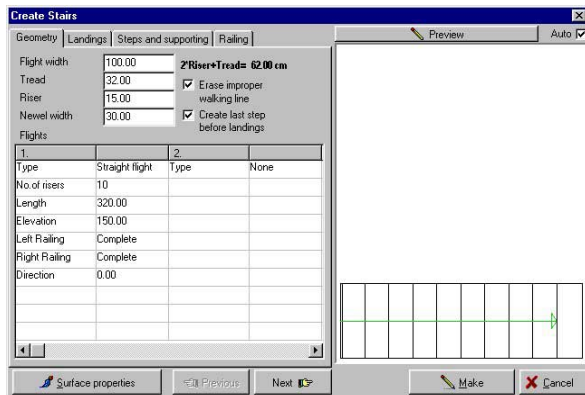 Create Stairs
Geometry Landings Steps and supporting Railing
Preview Auto
Flight width 100.00 2*Riser+Tread= 62.00 cm
Tread 32.00
Erase improper walking line
Riser 15.00
Newel width 30.00
Create last step before landings
Flights
1. 2.
Type Straight flight Type None
No.of risers 10
Length 320.00
Elevation 150.00
Left Railing Complete
Right Railing Complete
Direction 0.00
Surface properties Previous Next Make Cancel